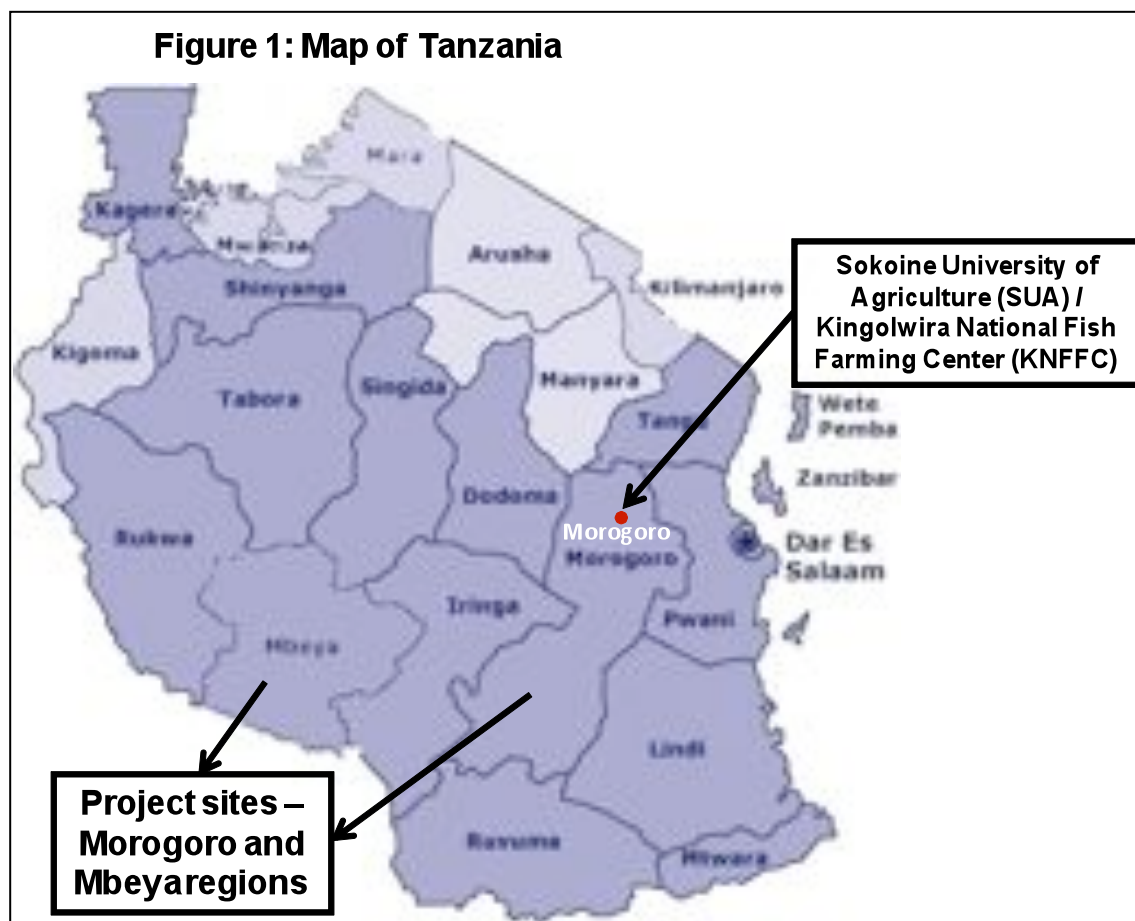 Figure 1: Map of Tanzania
Mara
Kagera
Mwanza
Arusha
Shinyanga
Kilimanjaro
Sokoine University of
Agriculture (SUA) /
Kingolwira National Fish
Farming Center (KNFFC)
Kigoma
Manyara
Tabora
Singida
Tanga
Wete
Pemba
Zanzibar
Dodoma
Rukwa
Morogoro
Morogoro
Dar Es
Salaam
Iringa
Pwani
Mbeya
Lindi
Project sites –
Morogoro and
Mbeyaregions
Ruvuma
Mtwara